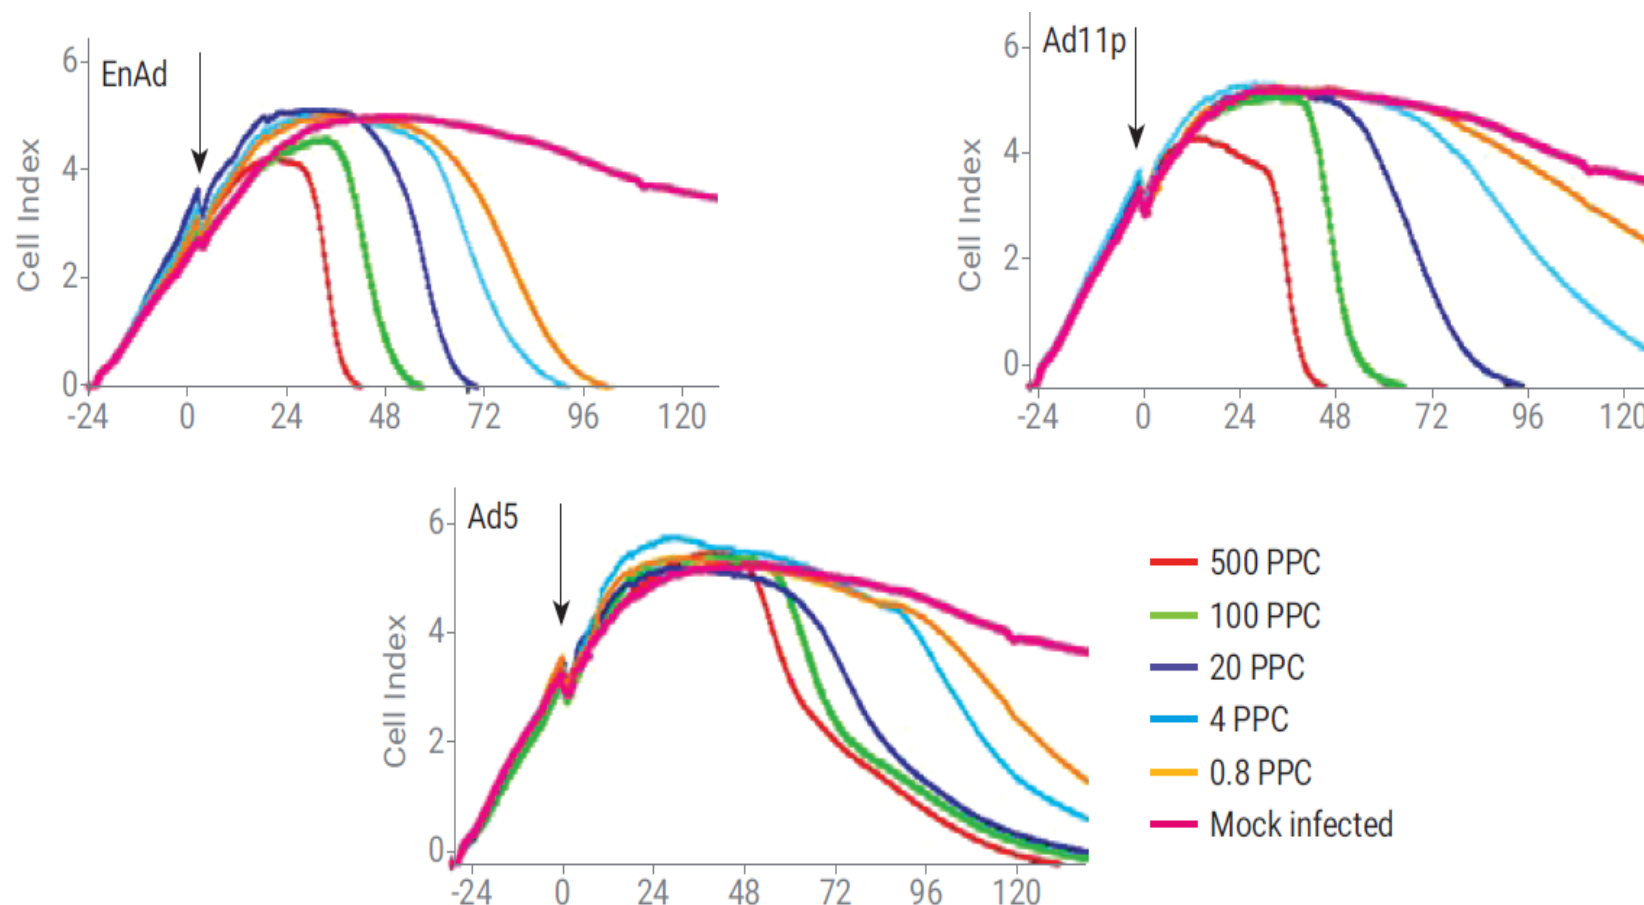 EnAd
Cell Index
6
4
2
0
-24 0 24 48 72 96 120
Ad11p
Cell Index
6
4
2
0
-24 0 24 48 72 96 120
Ad5
Cell Index
6
4
2
0
-24 0 24 48 72 96 120
500 PPC
100 PPC
20 PPC
4 PPC
0.8 PPC
Mock infected